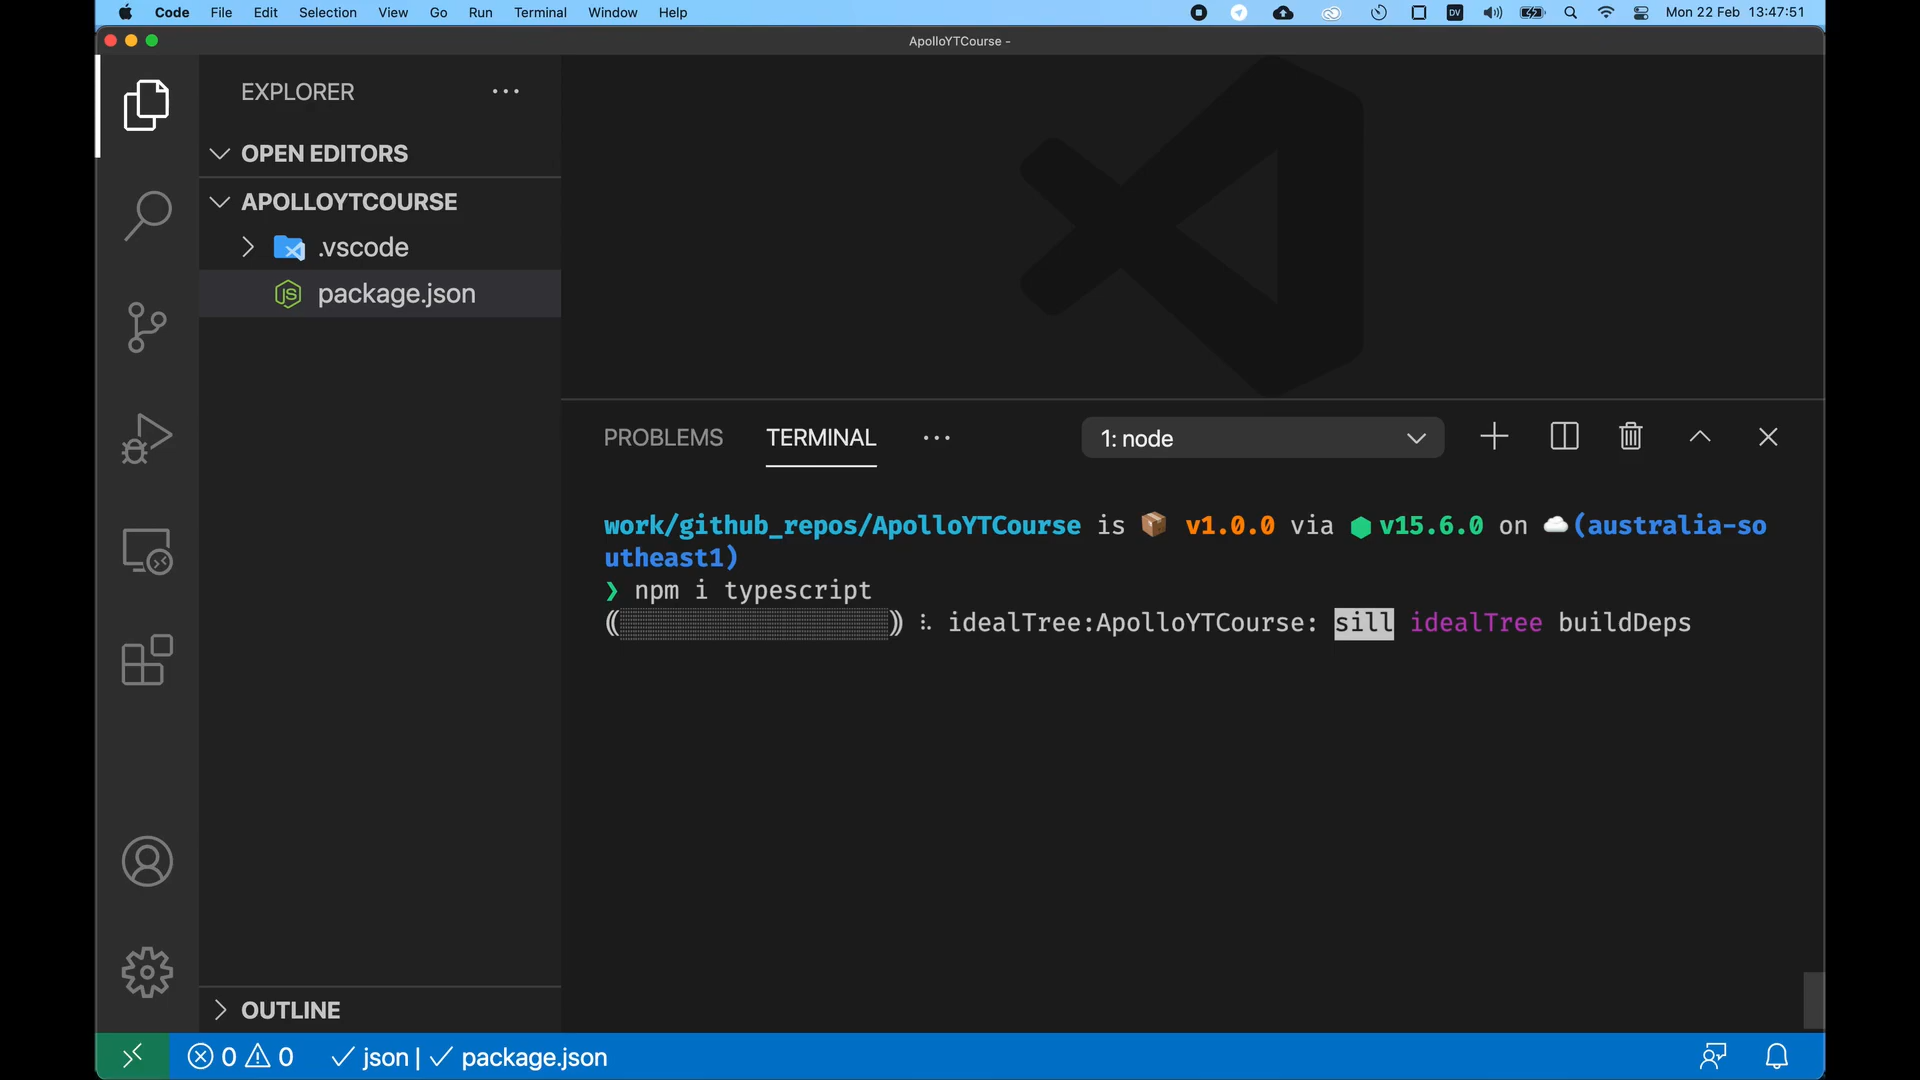 Code File Edit Selection View Go Run Terminal Window Help
DV
Mon 22 Feb 13:47:51
ApolloYTCourse -
EXPLORER
OPEN EDITORS
APOLLOYTCOURSE
.vscode
JS package.json
OUTLINE
PROBLEMS TERMINAL
1: node
work/github_repos/ApolloYTCourse is 📦 v1.0.0 via ⬢ v15.6.0 on ☁️ (australia-so
utheast1)
❯ npm i typescript
idealTree:ApolloYTCourse: sill idealTree buildDeps
0 0 ✓ json | ✓ package.json